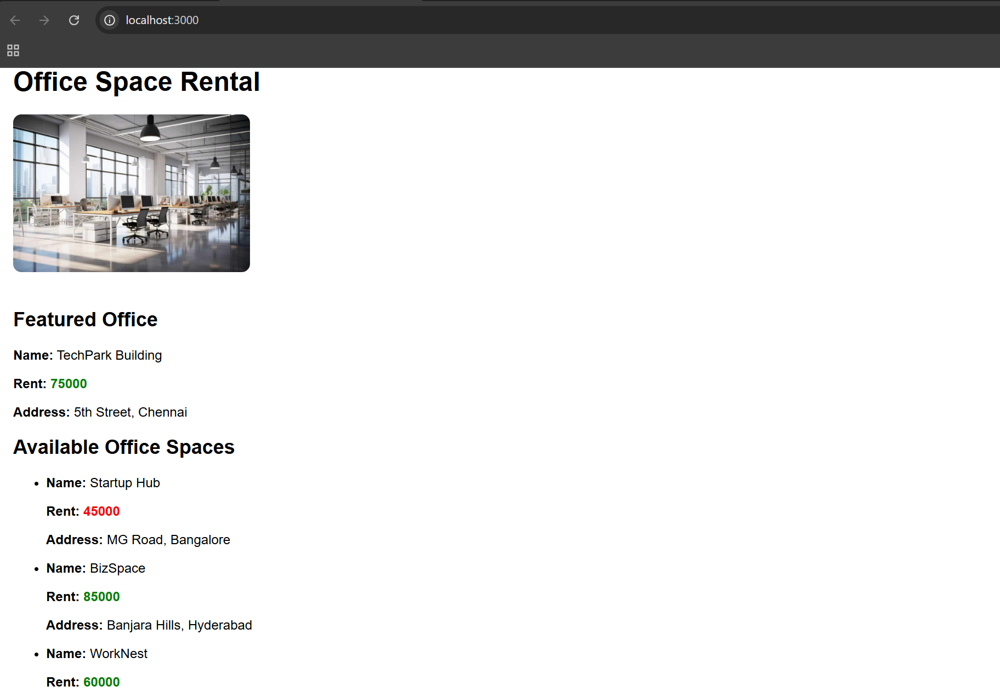 localhost:3000
Office Space Rental
Featured Office
Name: TechPark Building
Rent: 75000
Address: 5th Street, Chennai
Available Office Spaces
Name: Startup Hub
Rent: 45000
Address: MG Road, Bangalore
Name: BizSpace
Rent: 85000
Address: Banjara Hills, Hyderabad
Name: WorkNest
Rent: 60000